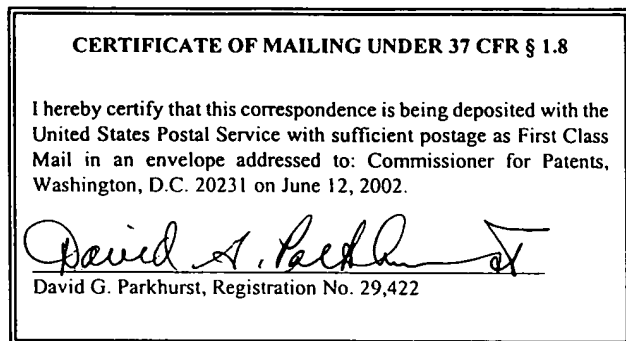 CERTIFICATE OF MAILING UNDER 37 CFR § 1.8
I hereby certify that this correspondence is being deposited with the
United States Postal Service with sufficient postage as First Class
Mail in an envelope addressed to: Commissioner for Patents,
Washington, D.C. 20231 on June 12, 2002.
David G. Parkhurst
David G. Parkhurst, Registration No. 29,422